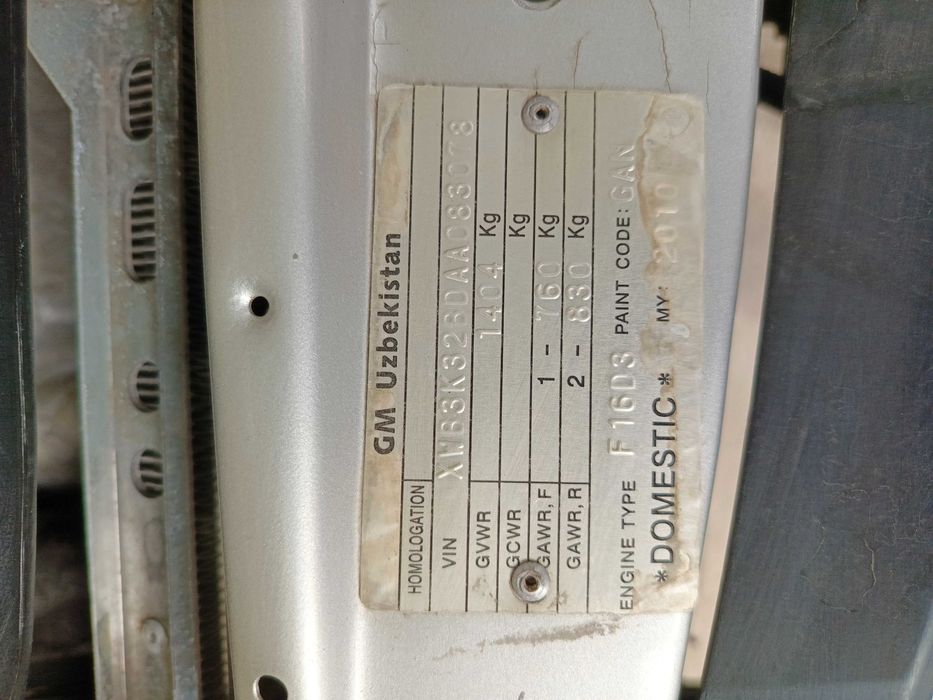 GM Uzbekistan
HOMOLOGATION
VIN XWB3K32BDAA083078
GVWR 1404 Kg
GCWR Kg
GAWR,F 1 - 760 Kg
GAWR,R 2 - 830 Kg
ENGINE TYPE F16D3 PAINT CODE: GAN
*DOMESTIC* MY: 2010